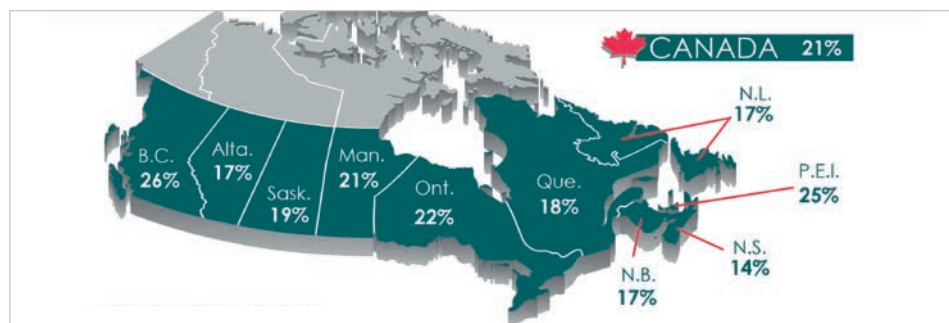 CANADA 21%
N.L.
17%
B.C.
26%
Alta.
17%
Sask.
19%
Man.
21%
Ont.
22%
Que.
18%
P.E.I.
25%
N.S.
14%
N.B.
17%